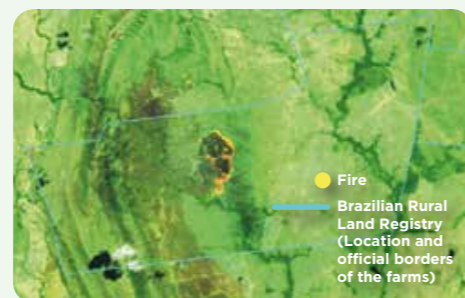 Fire
Brazilian Rural
Land Registry
(Location and
official borders
of the farms)